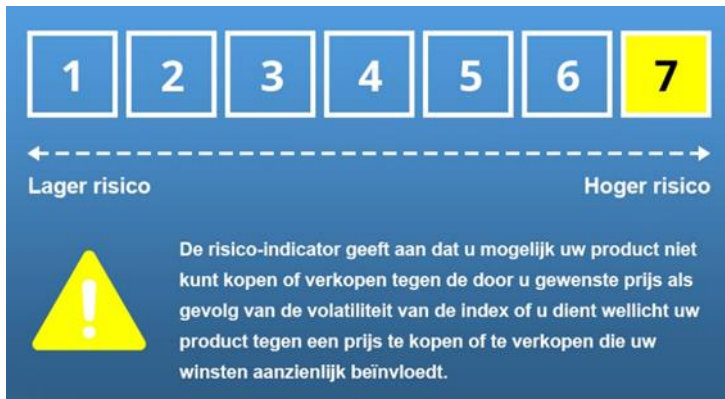 1 2 3 4 5 6 7
Lager risico Hoger risico
De risico-indicator geeft aan dat u mogelijk uw product niet
kunt kopen of verkopen tegen de door u gewenste prijs als
gevolg van de volatiliteit van de index of u dient wellicht uw
product tegen een prijs te kopen of te verkopen die uw
winsten aanzienlijk beïnvloedt.